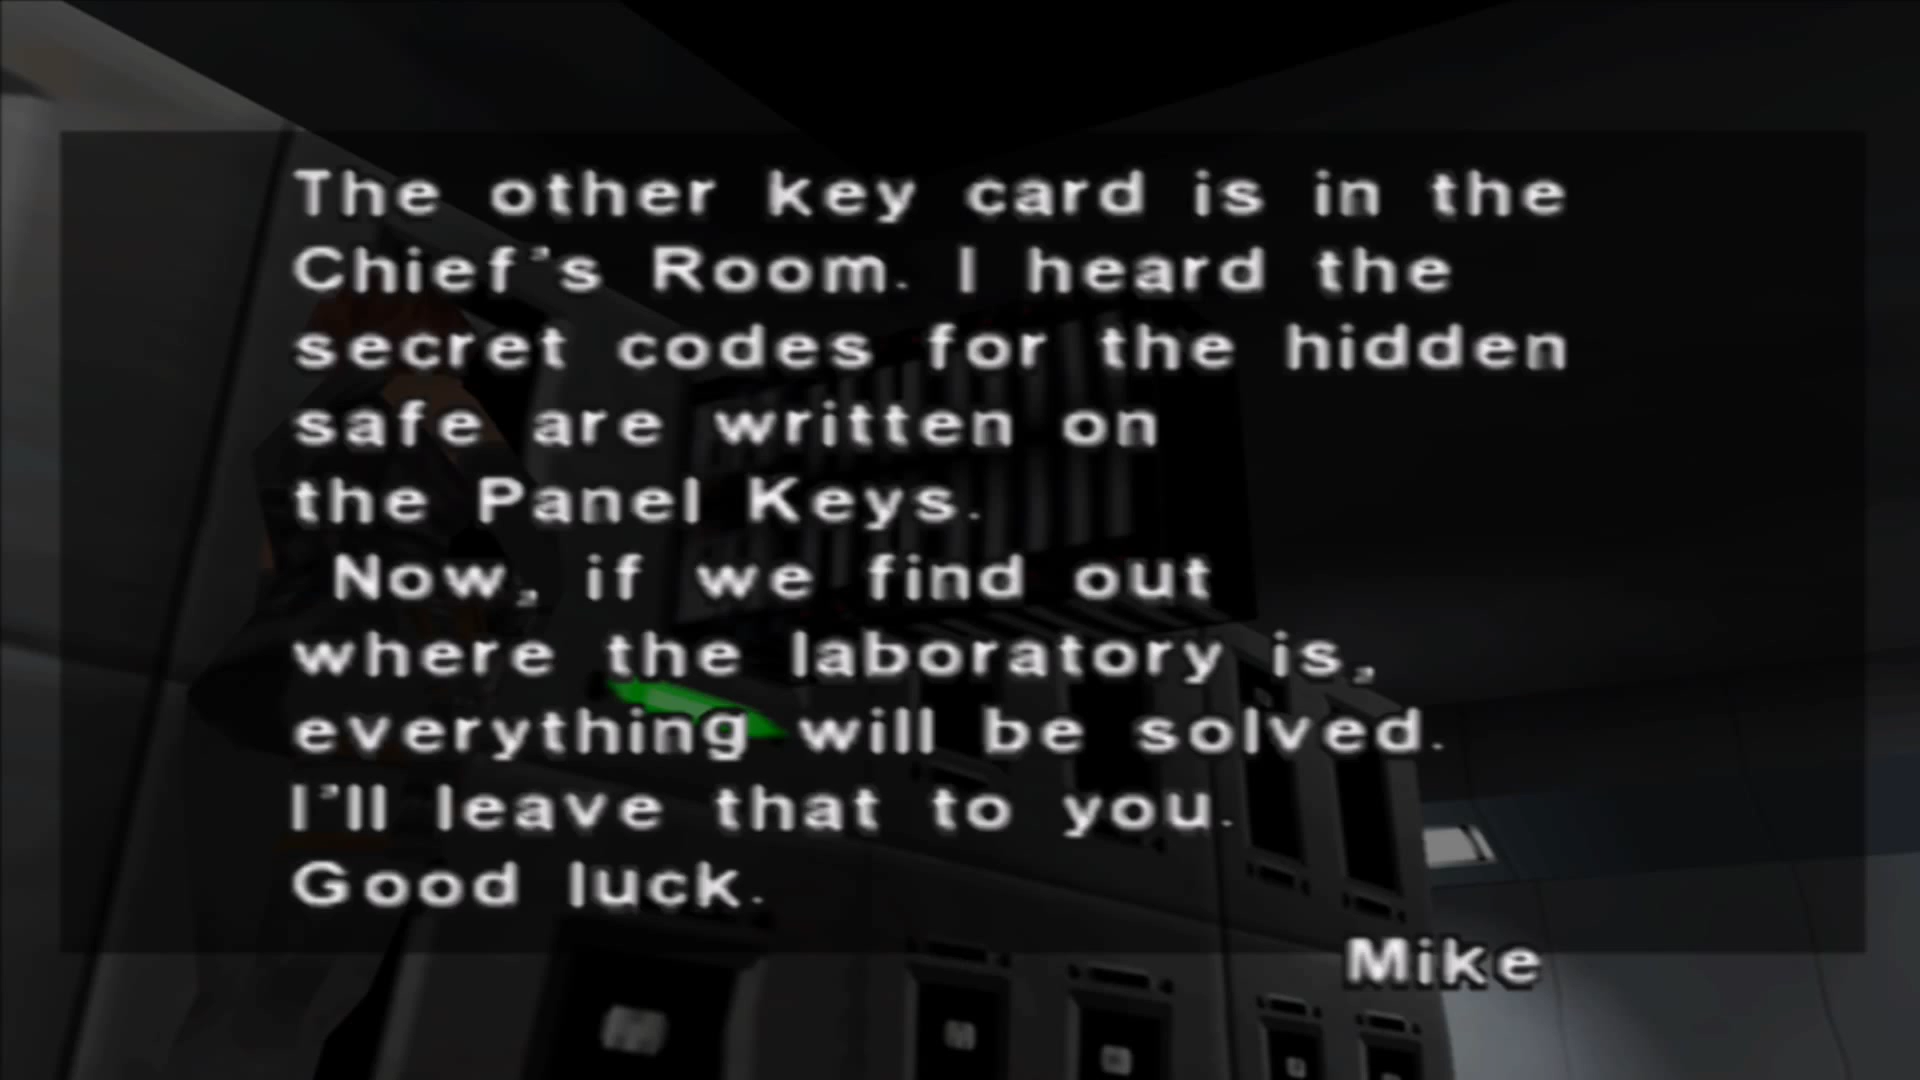 The other key card is in the
Chief's Room. I heard the
secret codes for the hidden
safe are written on
the Panel Keys.
Now, if we find out
where the laboratory is,
everything will be solved.
I'll leave that to you.
Good luck.
Mike